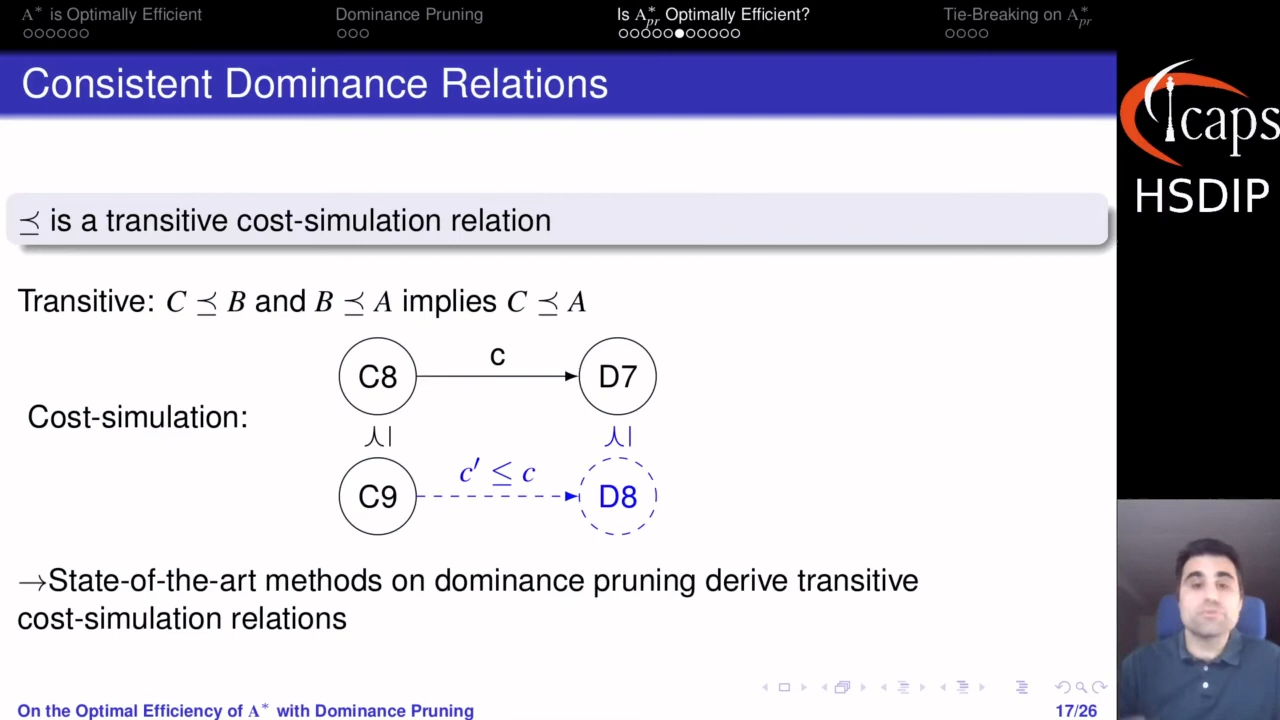 A* is Optimally Efficient
Dominance Pruning
Is A*pr Optimally Efficient?
Tie-Breaking on A*pr
Consistent Dominance Relations
icaps
HSDIP
⪯ is a transitive cost-simulation relation
Transitive: C ⪯ B and B ⪯ A implies C ⪯ A
C8
c
D7
Cost-simulation:
⪯ ⪯
C9
c′ ≤ c
D8
→State-of-the-art methods on dominance pruning derive transitive
cost-simulation relations
On the Optimal Efficiency of A* with Dominance Pruning
17/26